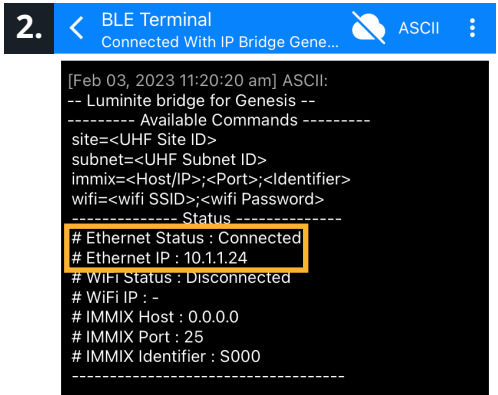 2.
BLE Terminal
Connected With IP Bridge Gene...
ASCII
[Feb 03, 2023 11:20:20 am] ASCII:
-- Luminite bridge for Genesis --
--------- Available Commands ---------
site=<UHF Site ID>
subnet=<UHF Subnet ID>
immix=<Host/IP>;<Port>;<Identifier>
wifi=<wifi SSID>;<wifi Password>
-------------- Status --------------
# Ethernet Status : Connected
# Ethernet IP : 10.1.1.24
# WiFi Status : Disconnected
# WiFi IP : -
# IMMIX Host : 0.0.0.0
# IMMIX Port : 25
# IMMIX Identifier : S000
------------------------------------